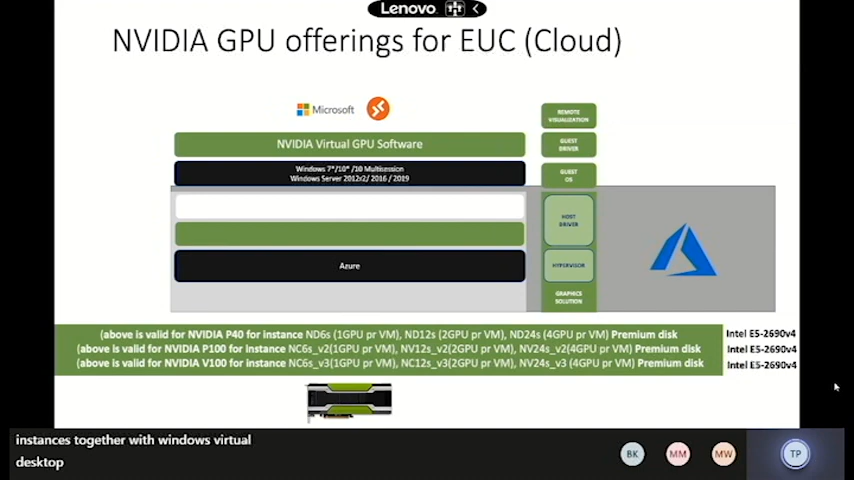 Lenovo
NVIDIA GPU offerings for EUC (Cloud)
Microsoft
REMOTE
VISUALIZATION
NVIDIA Virtual GPU Software
GUEST
DRIVER
Windows 7*/10* /10 Multisession
Windows Server 2012r2/ 2016 / 2019
GUEST
OS
HOST
DRIVER
Azure
HYPERVISOR
GRAPHICS
SOLUTION
(above is valid for NVIDIA P40 for instance ND6s (1GPU pr VM), ND12s (2GPU pr VM), ND24s (4GPU pr VM) Premium disk
Intel E5-2690v4
(above is valid for NVIDIA P100 for instance NC6s_v2(1GPU pr VM), NV12s_v2(2GPU pr VM), NV24s_v2(4GPU pr VM) Premium disk
Intel E5-2690v4
(above is valid for NVIDIA V100 for instance NC6s_v3(1GPU pr VM), NC12s_v3(2GPU pr VM), NV24s_v3 (4GPU pr VM) Premium disk
Intel E5-2690v4
instances together with windows virtual
desktop
BK
MM
MW
TP